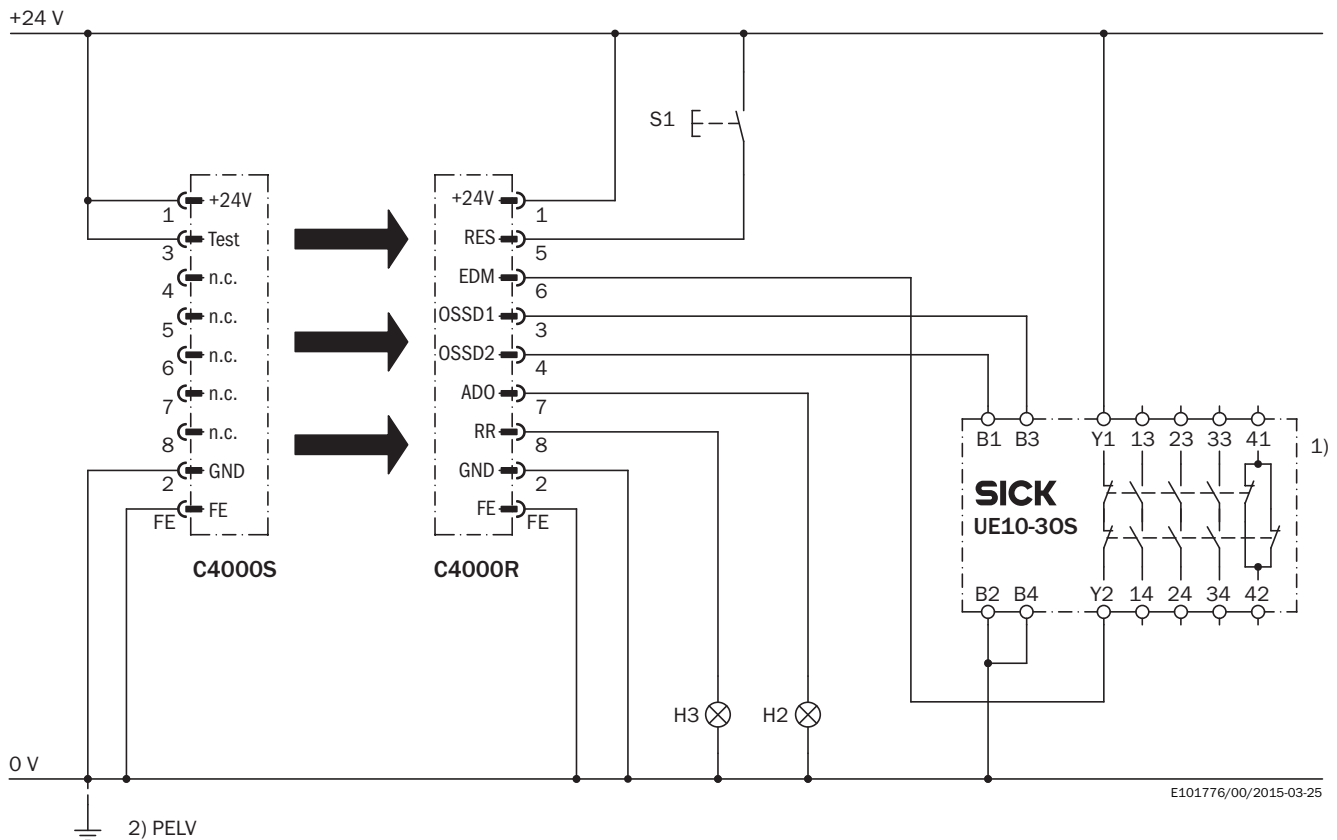 +24 V
S1
+24V
1
Test
3
n.c.
4
n.c.
5
n.c.
6
n.c.
7
n.c.
8
GND
2
FE
FE
C4000S
+24V
1
RES
5
EDM
6
OSSD1
3
OSSD2
4
ADO
7
RR
8
GND
2
FE
FE
C4000R
B1 B3 Y1 13 23 33 41
1)
SICK
UE10-30S
B2 B4 Y2 14 24 34 42
H3
H2
0 V
E101776/00/2015-03-25
2) PELV